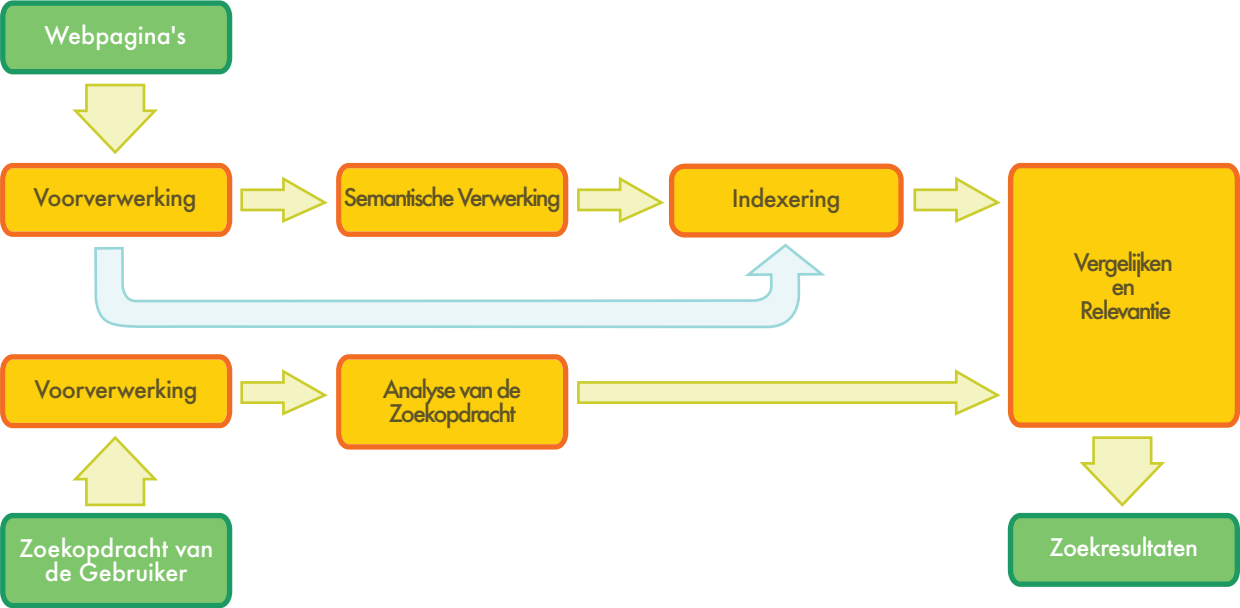 Webpagina's
Voorverwerking
Semantische Verwerking
Indexering
Vergelijken
en
Relevantie
Voorverwerking
Analyse van de
Zoekopdracht
Zoekopdracht van
de Gebruiker
Zoekresultaten